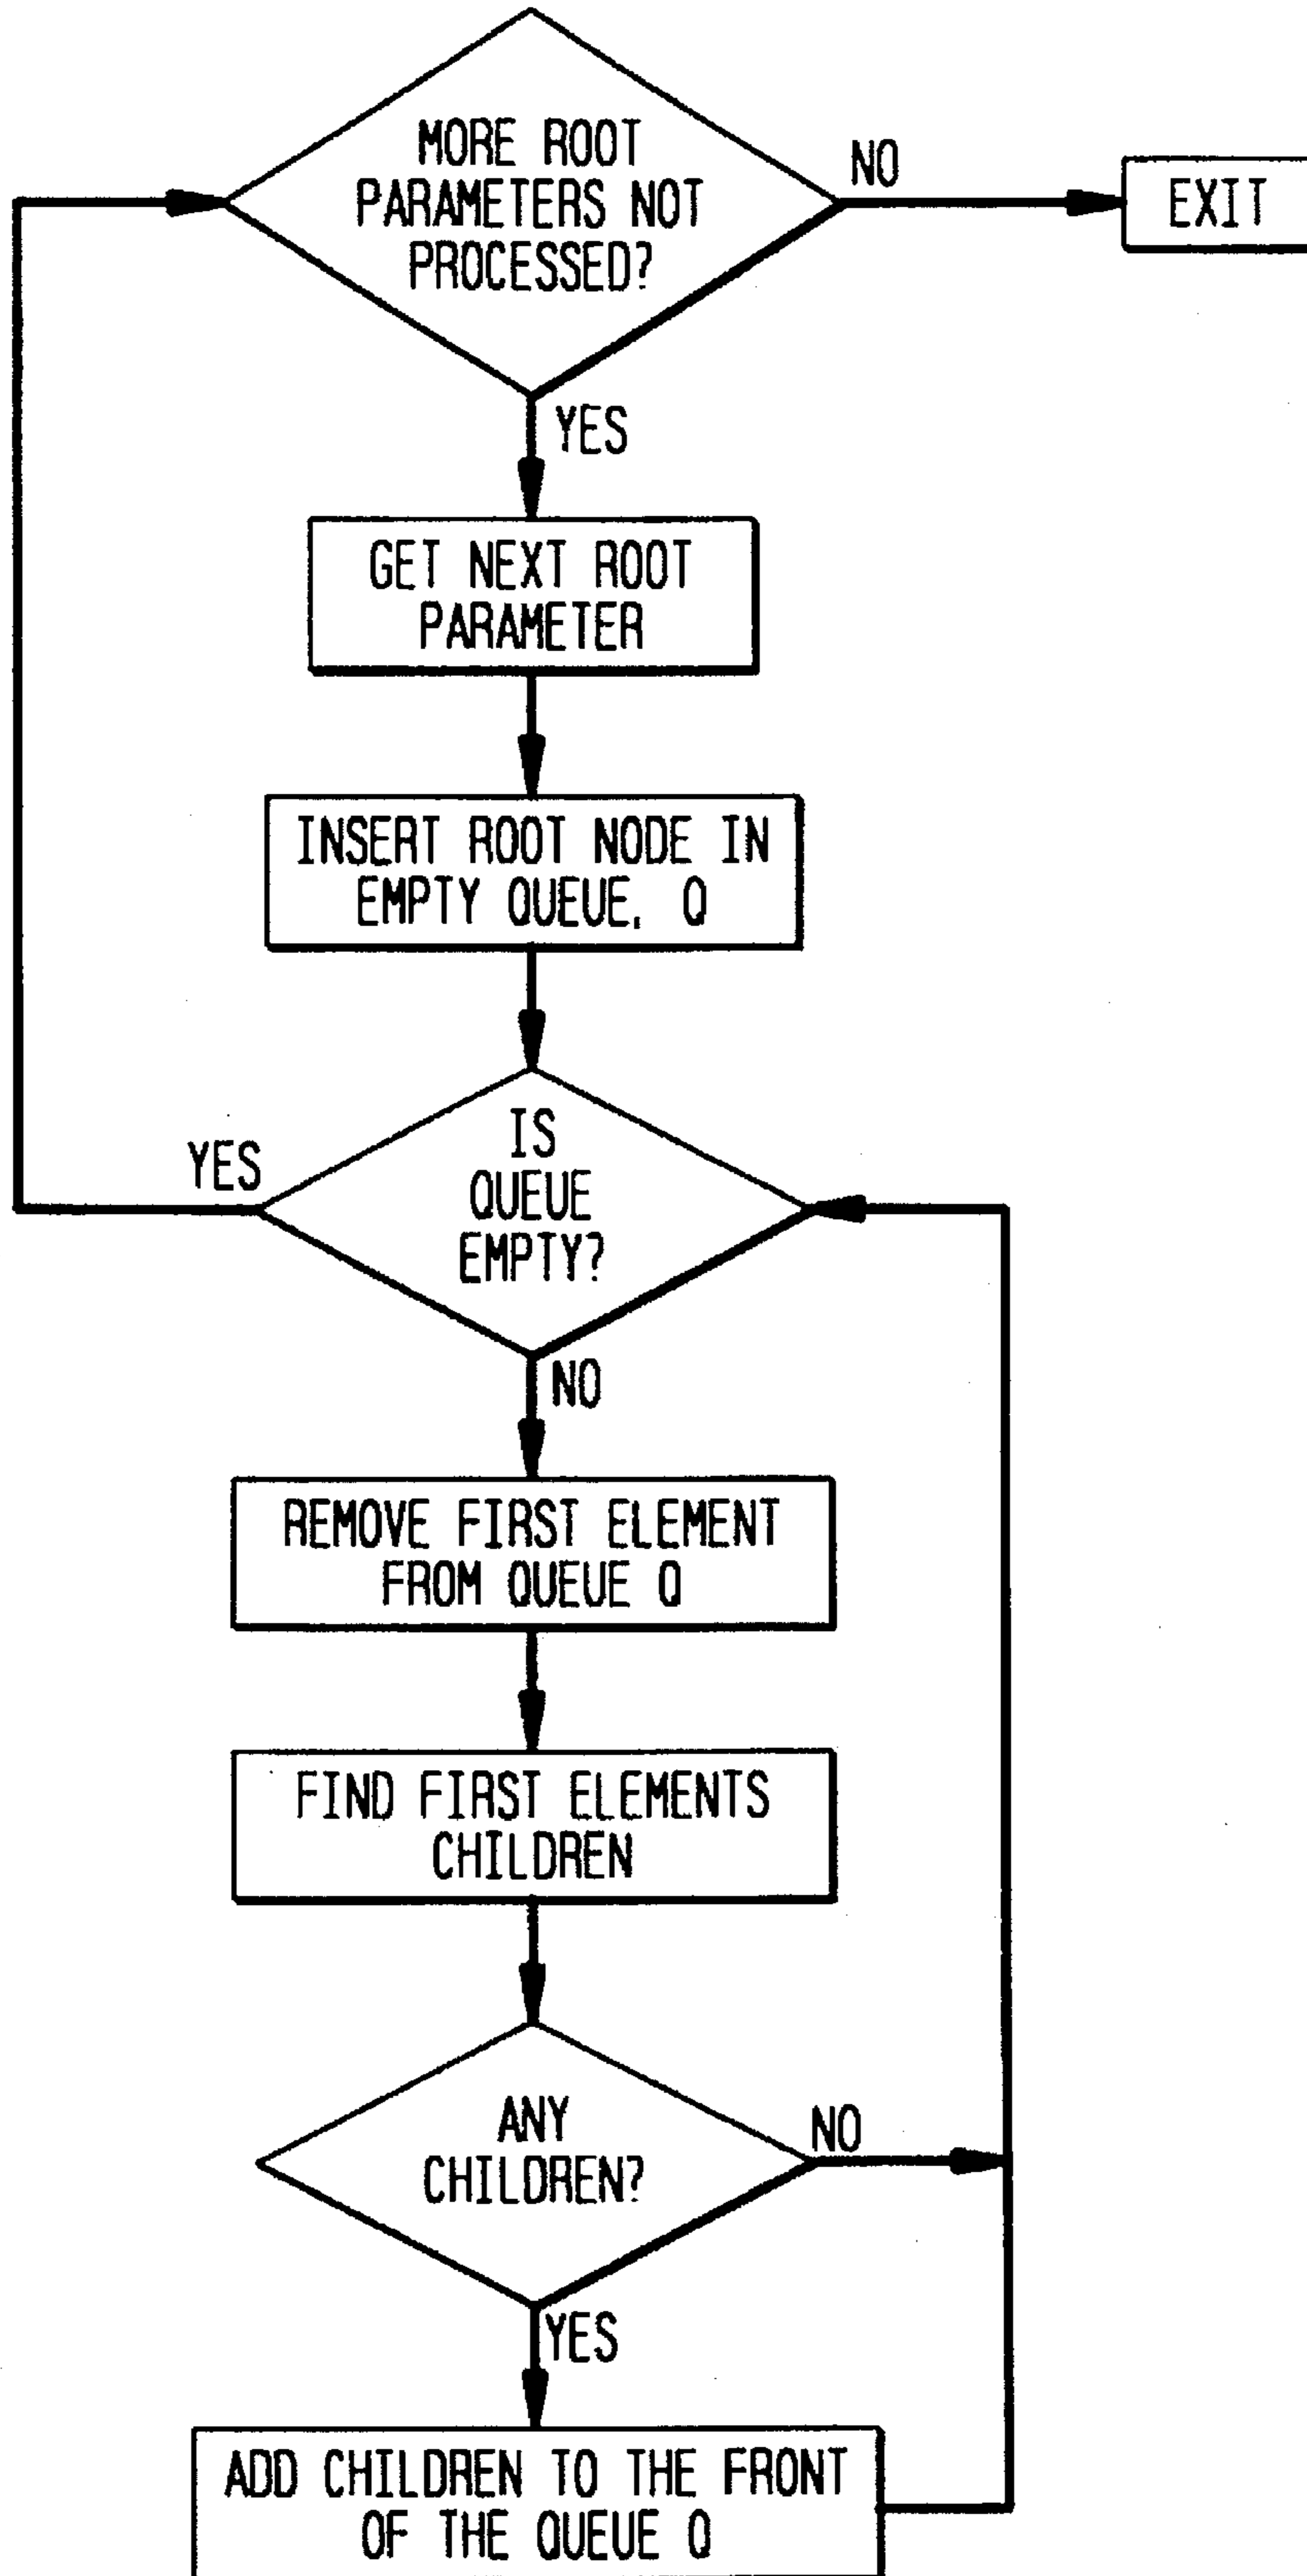 MORE ROOT
PARAMETERS NOT
PROCESSED?
NO
EXIT
YES
GET NEXT ROOT
PARAMETER
INSERT ROOT NODE IN
EMPTY QUEUE, Q
IS
QUEUE
EMPTY?
YES
NO
REMOVE FIRST ELEMENT
FROM QUEUE Q
FIND FIRST ELEMENTS
CHILDREN
ANY
CHILDREN?
NO
YES
ADD CHILDREN TO THE FRONT
OF THE QUEUE Q